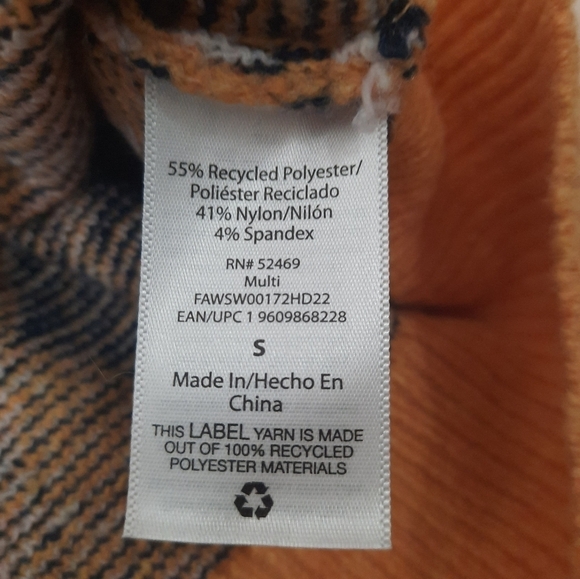 55% Recycled Polyester/
Poliéster Reciclado
41% Nylon/Nilón
4% Spandex
RN# 52469
Multi
FAWSW00172HD22
EAN/UPC 1 9609868228
S
Made In/Hecho En
China
THIS LABEL YARN IS MADE
OUT OF 100% RECYCLED
POLYESTER MATERIALS